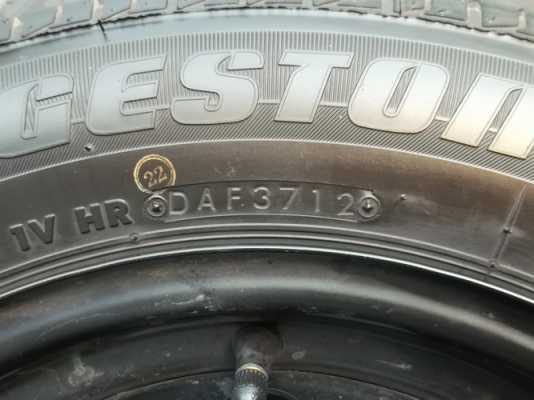 GESTON
22
1V HR DAF3712